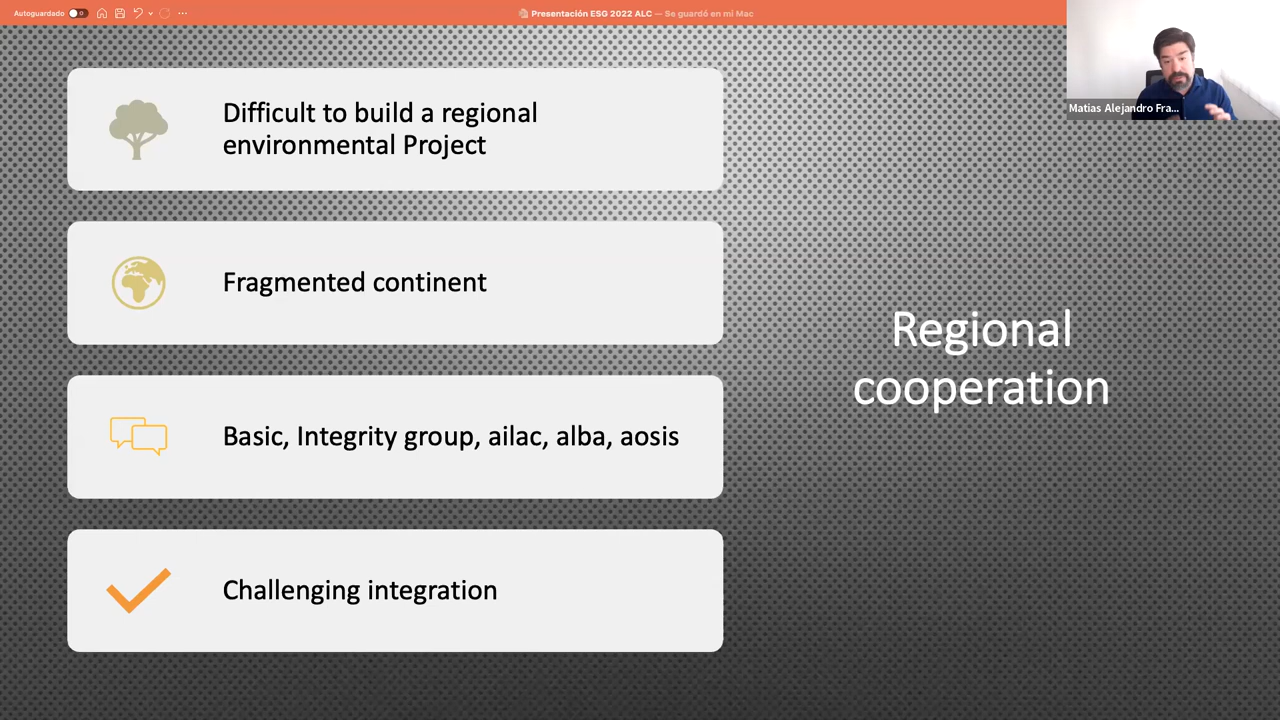 Autoguardado
Presentación ESG 2022 ALC — Se guardó en mi Mac
Matias Alejandro Fra...
Difficult to build a regional
environmental Project
Fragmented continent
Basic, Integrity group, ailac, alba, aosis
Challenging integration
Regional
cooperation